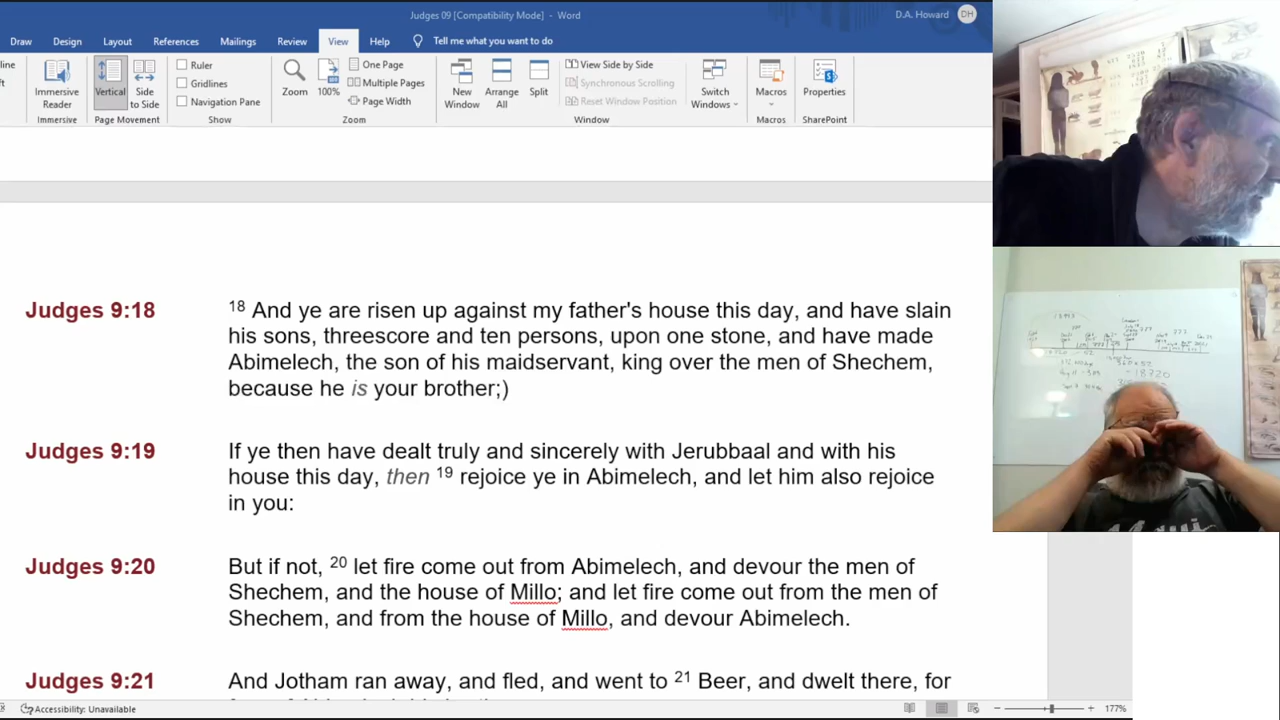 Judges 09 [Compatibility Mode] - Word
D.A. Howard DH
Draw Design Layout References Mailings Review View Help Tell me what you want to do
Immersive Reader
Vertical
Side to Side
Ruler
Gridlines
Navigation Pane
Zoom
100%
One Page
Multiple Pages
Page Width
New Window
Arrange All
Split
View Side by Side
Synchronous Scrolling
Reset Window Position
Switch Windows
Macros
Properties
Immersive Page Movement Show Zoom Window Macros SharePoint
Judges 9:18 18 And ye are risen up against my father's house this day, and have slain
his sons, threescore and ten persons, upon one stone, and have made
Abimelech, the son of his maidservant, king over the men of Shechem,
because he is your brother;)
Judges 9:19 If ye then have dealt truly and sincerely with Jerubbaal and with his
house this day, then 19 rejoice ye in Abimelech, and let him also rejoice
in you:
Judges 9:20 But if not, 20 let fire come out from Abimelech, and devour the men of
Shechem, and the house of Millo; and let fire come out from the men of
Shechem, and from the house of Millo, and devour Abimelech.
Judges 9:21 And Jotham ran away, and fled, and went to 21 Beer, and dwelt there, for
Accessibility: Unavailable
177%